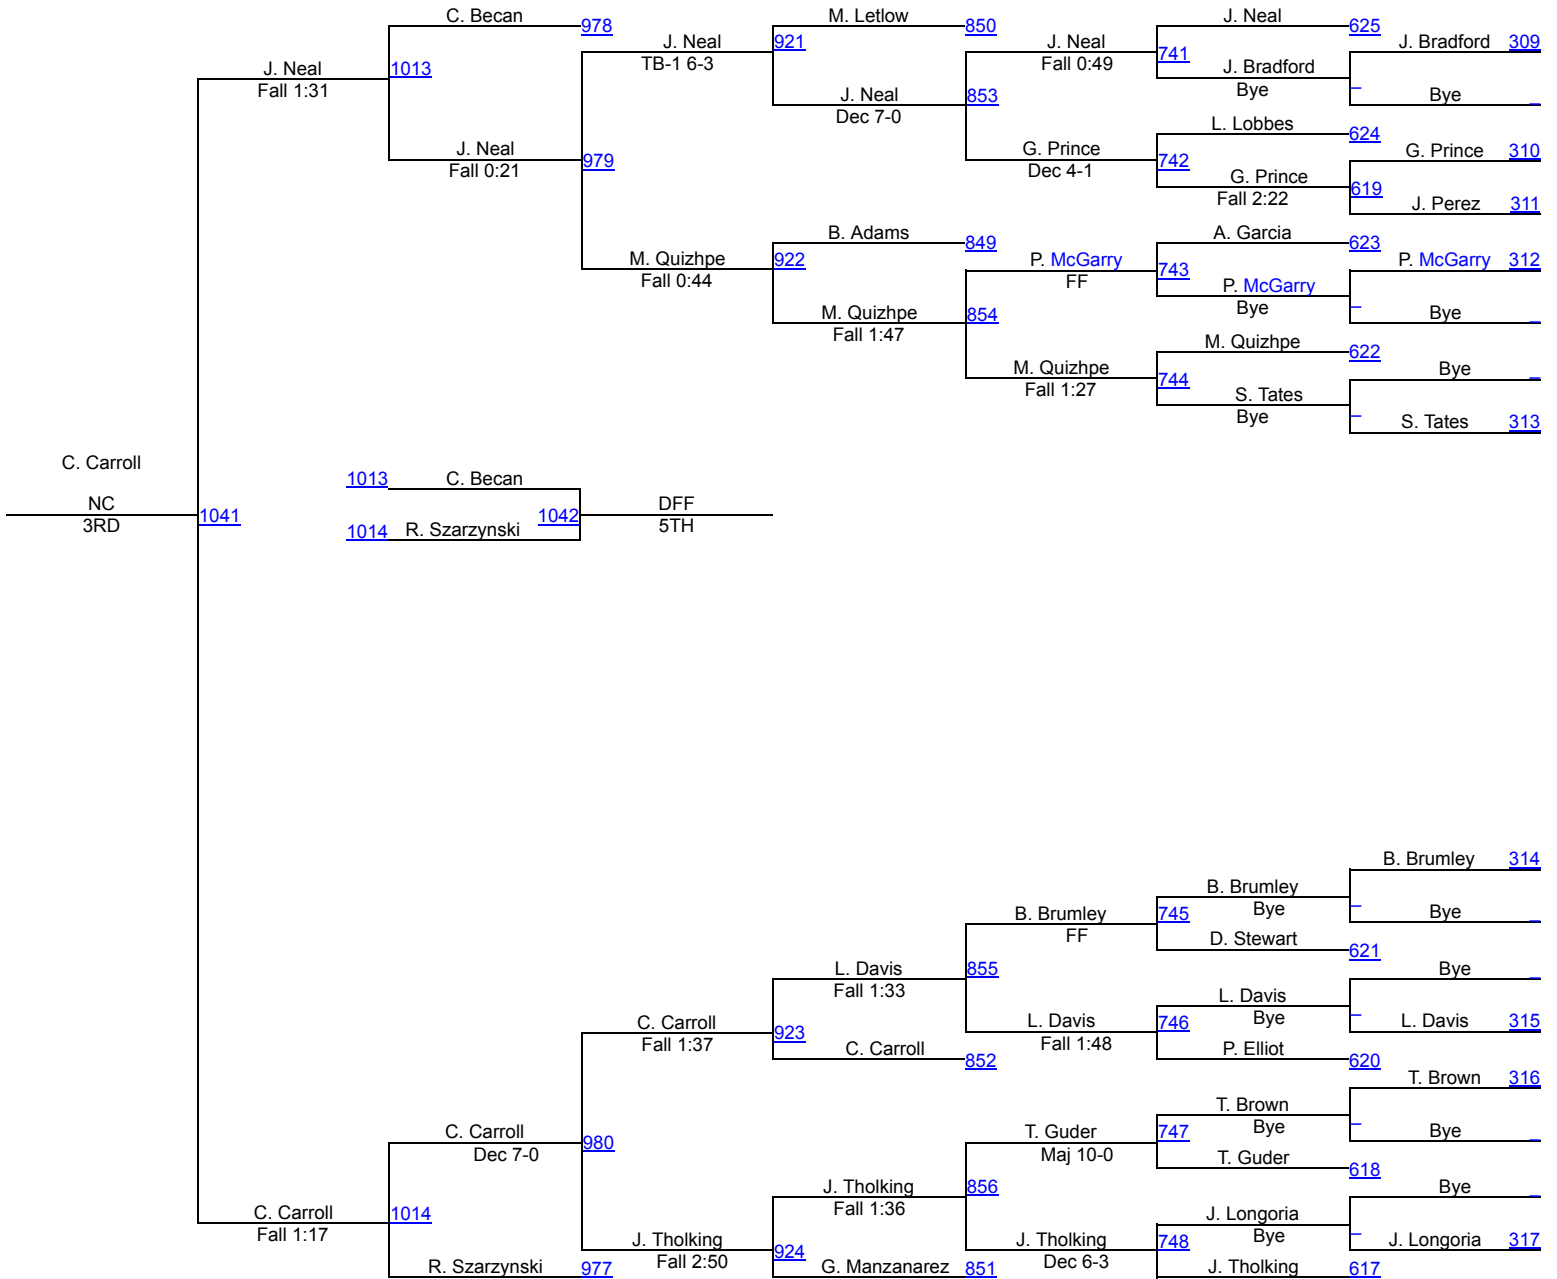 C. Becan
978
M. Letlow
850
J. Neal
625
J. Neal
TB-1 6-3
921
J. Neal
Fall 0:49
741
J. Bradford 309
J. Neal
Fall 1:31
1013
J. Bradford
Bye
J. Neal
Dec 7-0
853
Bye
L. Lobbes
624
J. Neal
Fall 0:21
979
G. Prince
Dec 4-1
742
G. Prince 310
G. Prince
Fall 2:22
619
J. Perez 311
B. Adams
849
A. Garcia
623
M. Quizhpe
Fall 0:44
922
P. McGarry
FF
743
P. McGarry 312
P. McGarry
Bye
M. Quizhpe
Fall 1:47
854
Bye
M. Quizhpe
622
M. Quizhpe
Fall 1:27
744
Bye
S. Tates
Bye
S. Tates 313
C. Carroll
NC
3RD
1041
1013 C. Becan
1014 R. Szarzynski
1042
DFF
5TH
B. Brumley 314
B. Brumley
Bye
B. Brumley
FF
745
Bye
D. Stewart
621
L. Davis
Fall 1:33
855
Bye
L. Davis
Bye
C. Carroll
Fall 1:37
923
L. Davis
Fall 1:48
746
L. Davis 315
C. Carroll
852
P. Elliot
620
T. Brown 316
T. Brown
Bye
C. Carroll
Dec 7-0
980
T. Guder
Maj 10-0
747
Bye
T. Guder
618
J. Tholking
Fall 1:36
856
Bye
C. Carroll
Fall 1:17
1014
J. Longoria
Bye
J. Tholking
Fall 2:50
924
J. Tholking
Dec 6-3
748
J. Longoria 317
R. Szarzynski
977
G. Manzanarez
851
J. Tholking
617